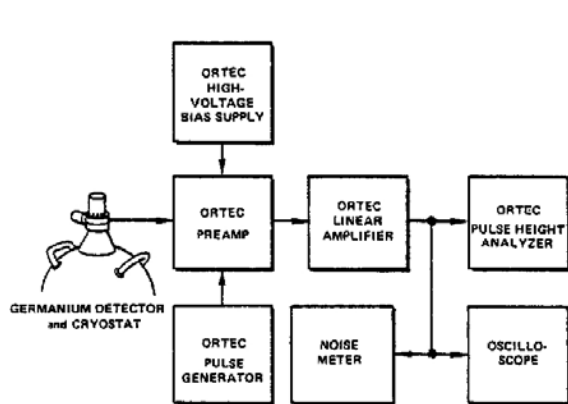 ORTEC
HIGH-
VOLTAGE
BIAS SUPPLY
ORTEC
PREAMP
ORTEC
LINEAR
AMPLIFIER
ORTEC
PULSE HEIGHT
ANALYZER
GERMANIUM DETECTOR
and CRYOSTAT
ORTEC
PULSE
GENERATOR
NOISE
METER
OSCILLO-
SCOPE